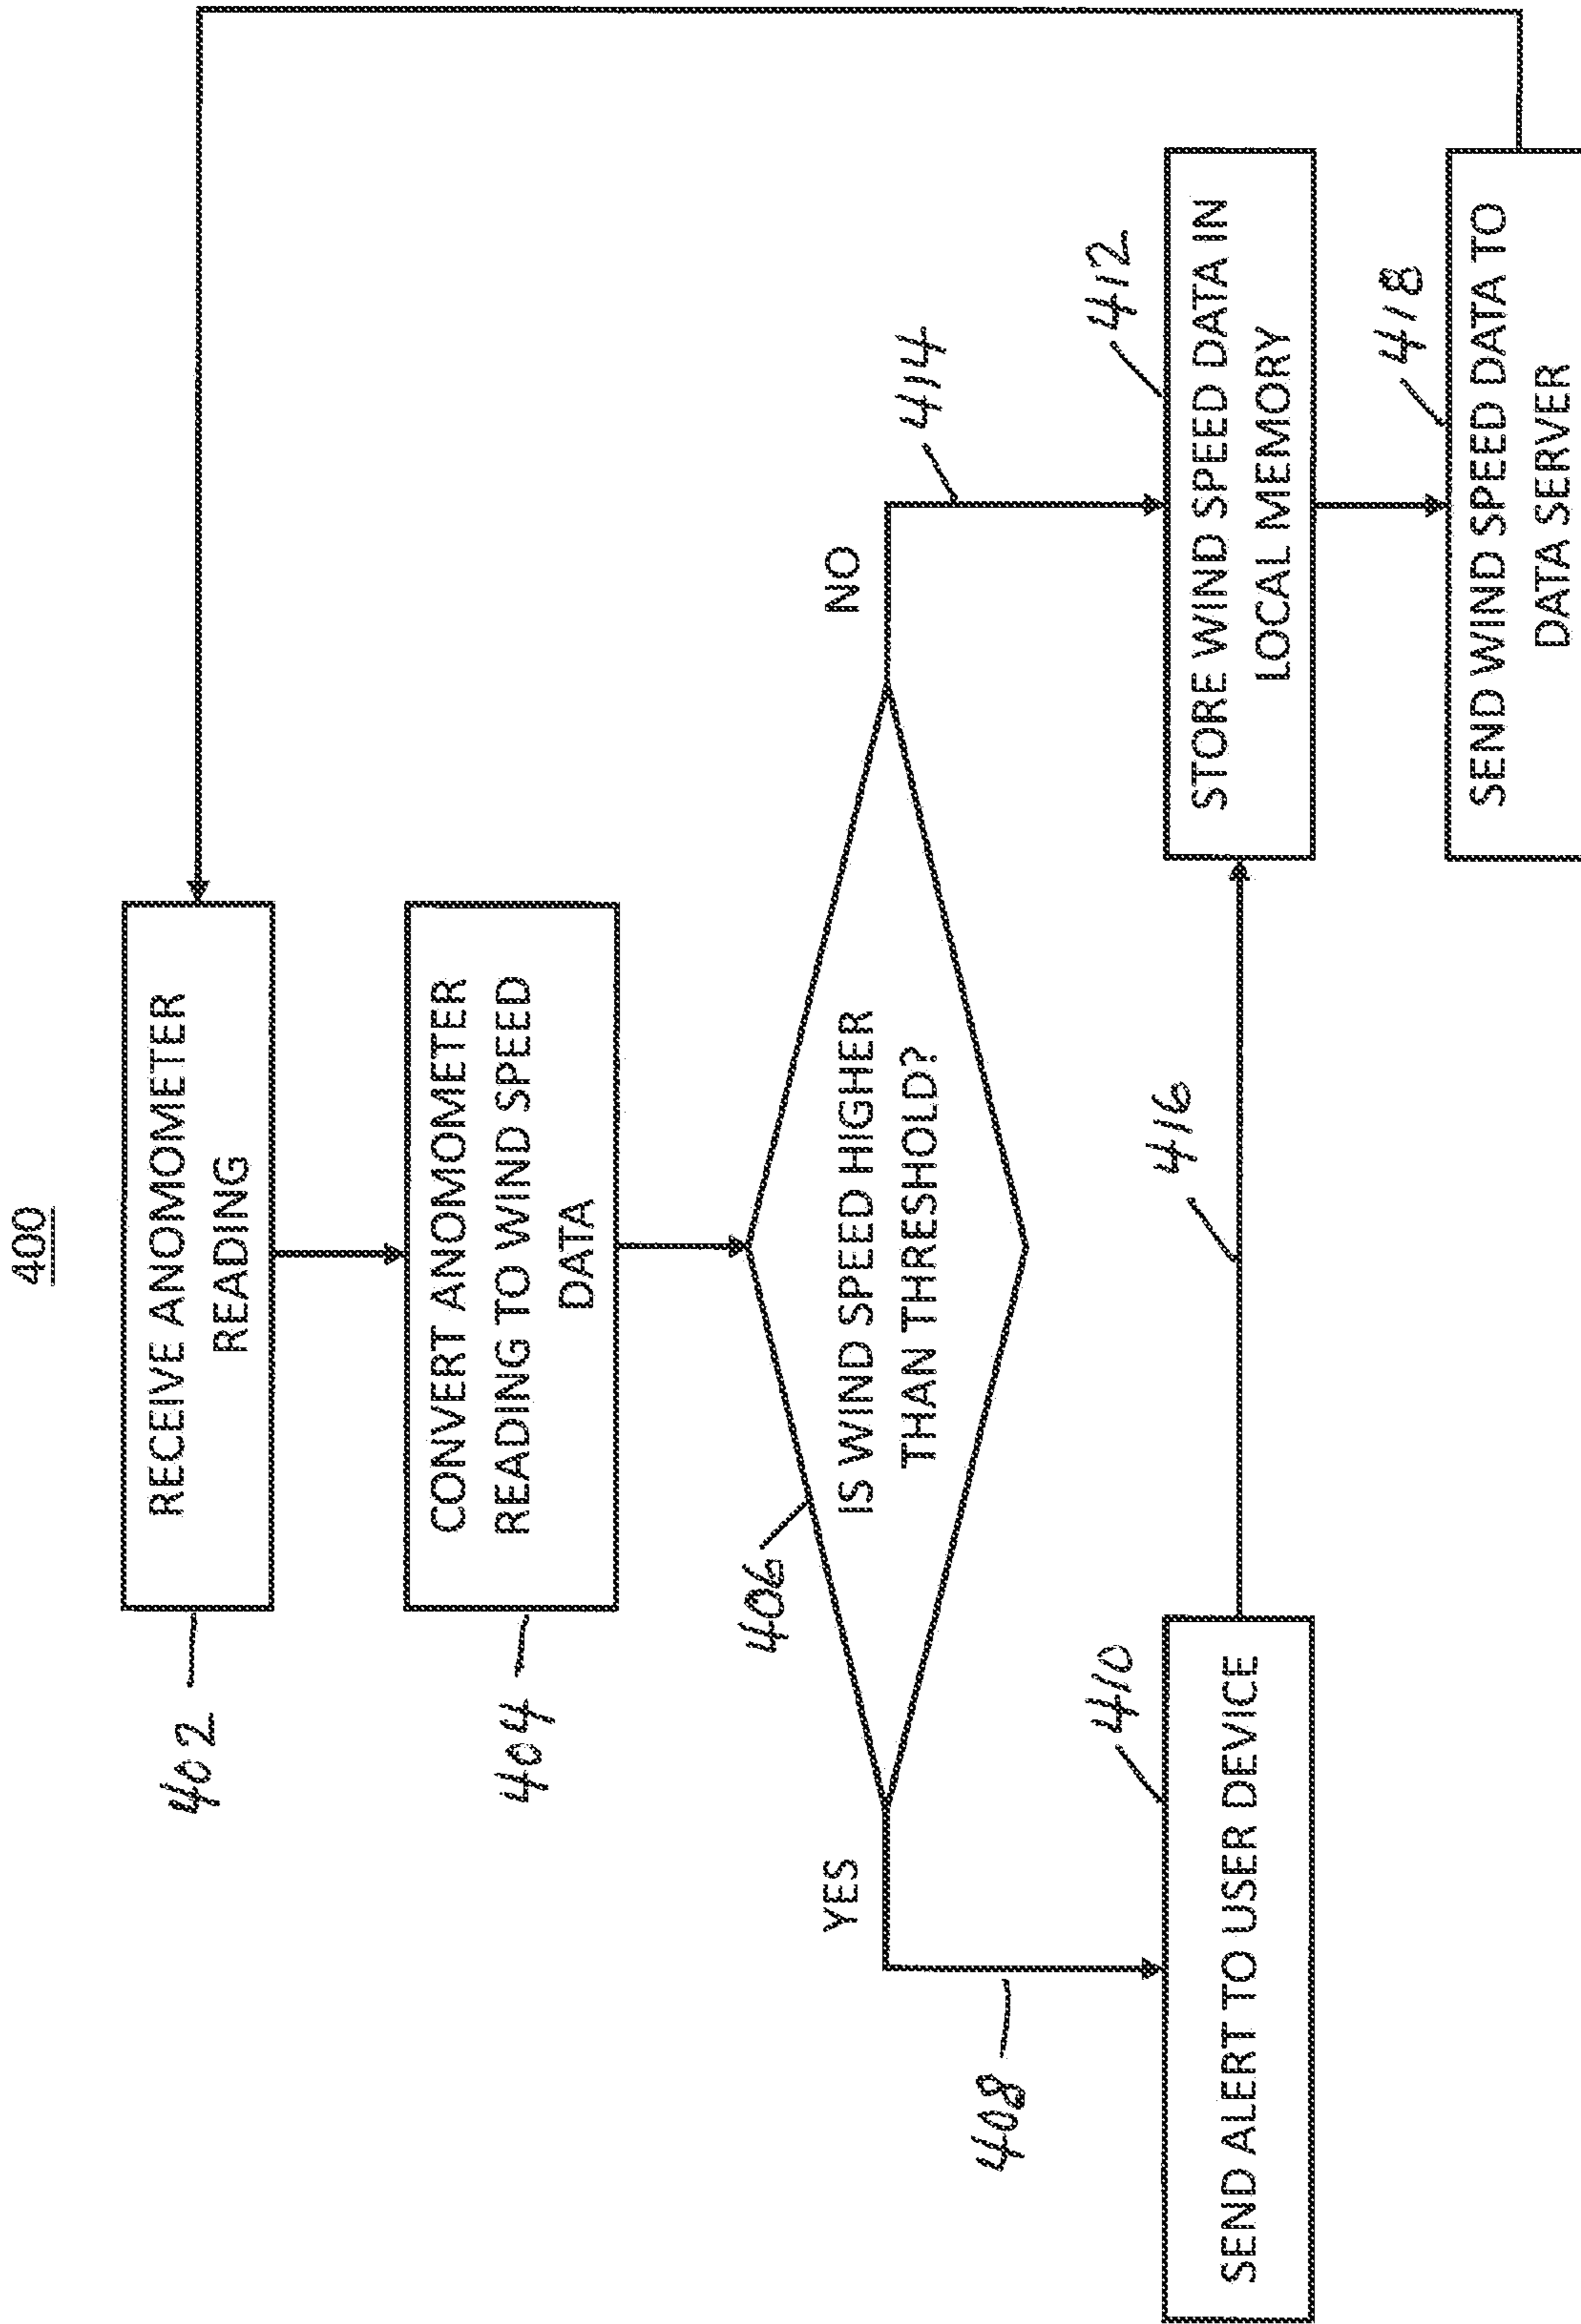 400
RECEIVE ANOMOMETER
READING
402
CONVERT ANOMOMETER
READING TO WIND SPEED
DATA
404
406
IS WIND SPEED HIGHER
THAN THRESHOLD?
YES
NO
408
414
410
SEND ALERT TO USER DEVICE
416
412
STORE WIND SPEED DATA IN
LOCAL MEMORY
418
SEND WIND SPEED DATA TO
DATA SERVER